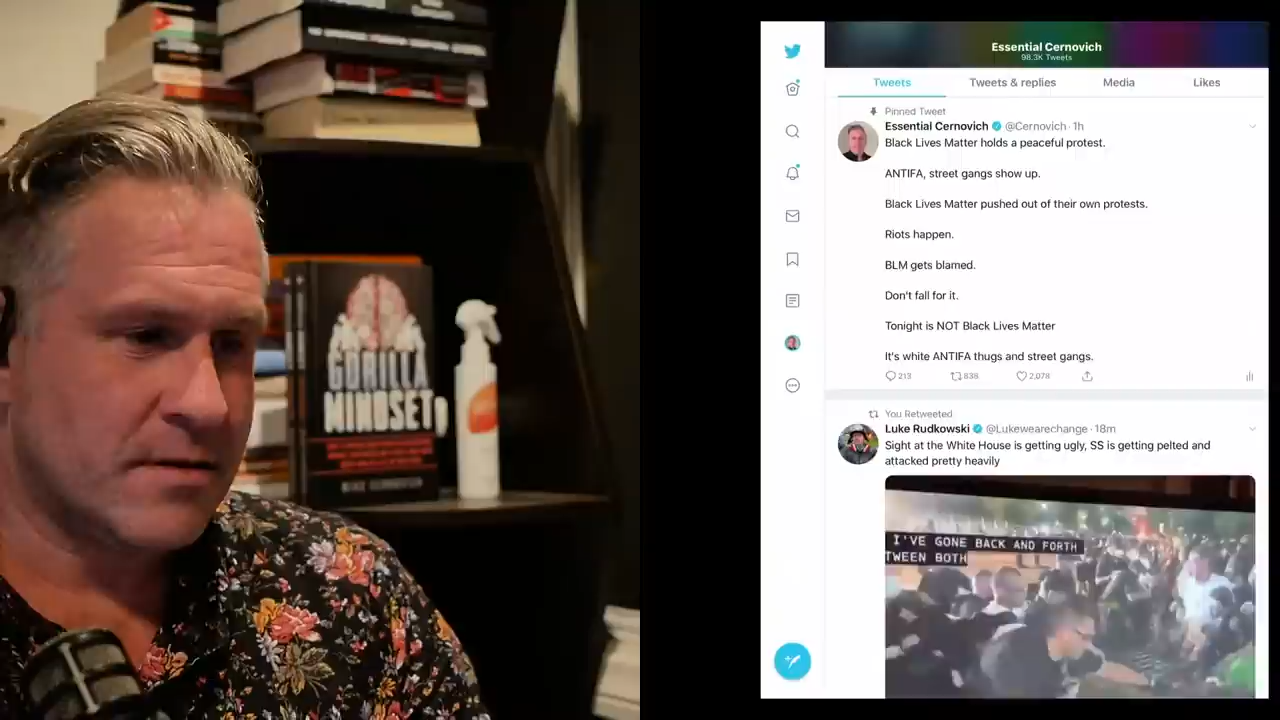 GORILLA
MINDSET
Essential Cernovich
98.3K Tweets
Tweets
Tweets & replies
Media
Likes
Pinned Tweet
Essential Cernovich @Cernovich · 1h
Black Lives Matter holds a peaceful protest.
ANTIFA, street gangs show up.
Black Lives Matter pushed out of their own protests.
Riots happen.
BLM gets blamed.
Don't fall for it.
Tonight is NOT Black Lives Matter
It's white ANTIFA thugs and street gangs.
213
838
2,078
You Retweeted
Luke Rudkowski @Lukewearechange · 18m
Sight at the White House is getting ugly, SS is getting pelted and
attacked pretty heavily
I'VE GONE BACK AND FORTH
TWEEN BOTH